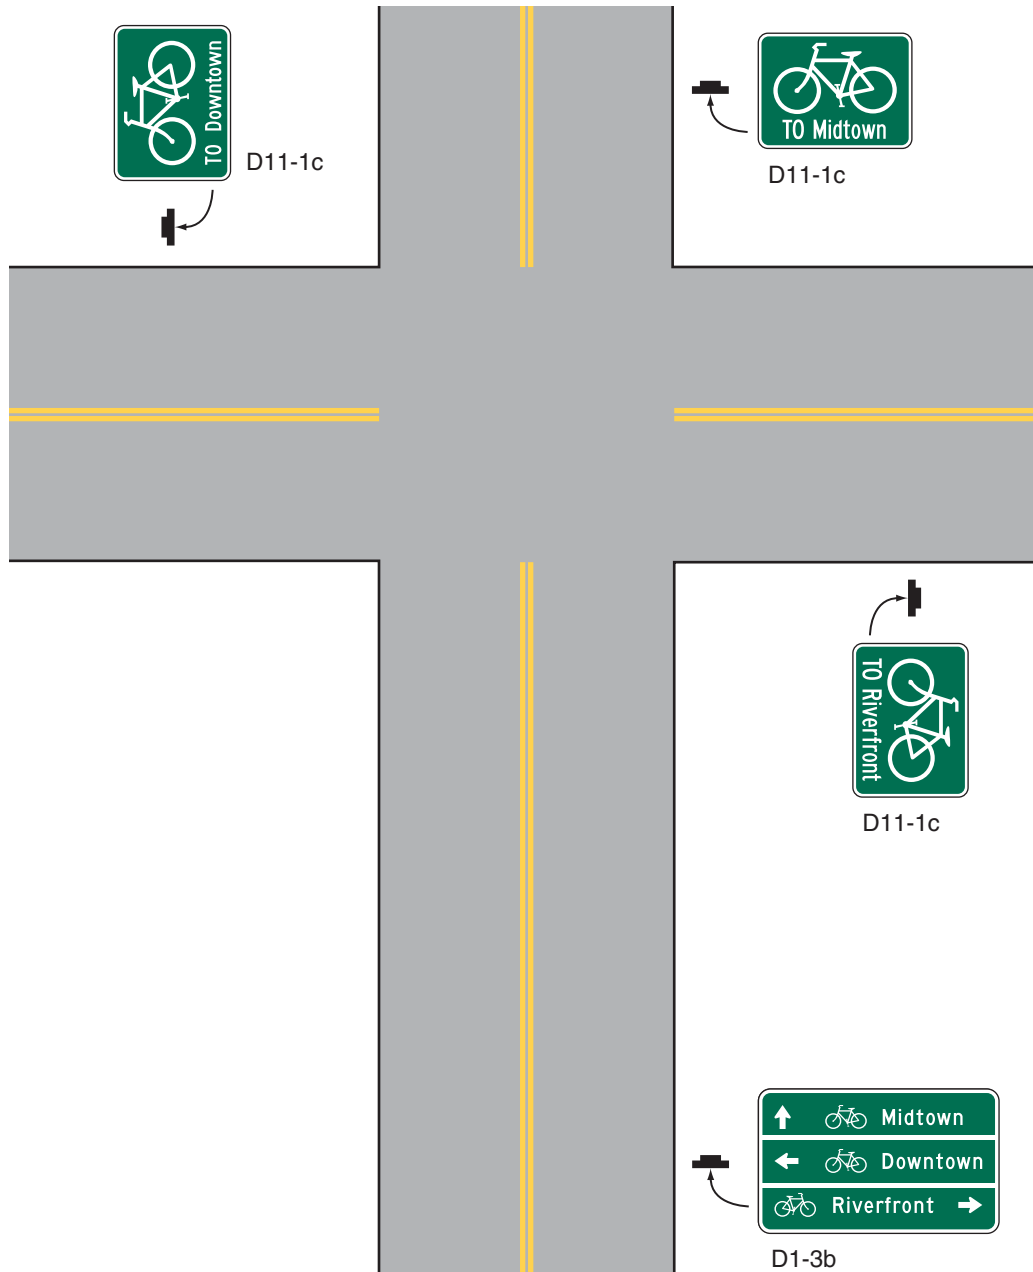 TO Downtown
D11-1c
TO Midtown
D11-1c
TO Riverfront
D11-1c
Midtown
Downtown
Riverfront
D1-3b